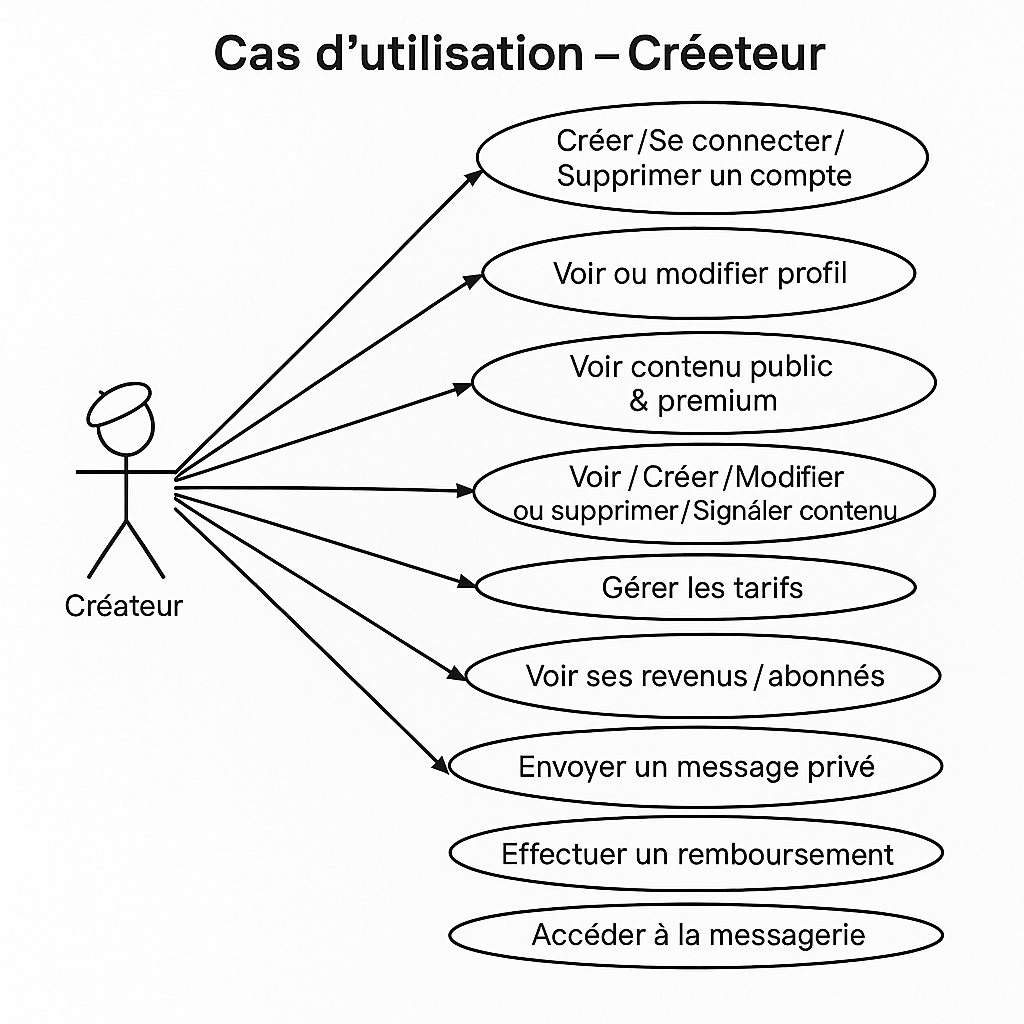 Cas d’utilisation – Créeteur
Créer/Se connecter/
Supprimer un compte
Voir ou modifier profil
Voir contenu public
& premium
Voir / Créer / Modifier
ou supprimer/Signáler contenu
Gérer les tarifs
Voir ses revenus / abonnés
Envoyer un message privé
Effectuer un remboursement
Accéder à la messagerie
Créateur